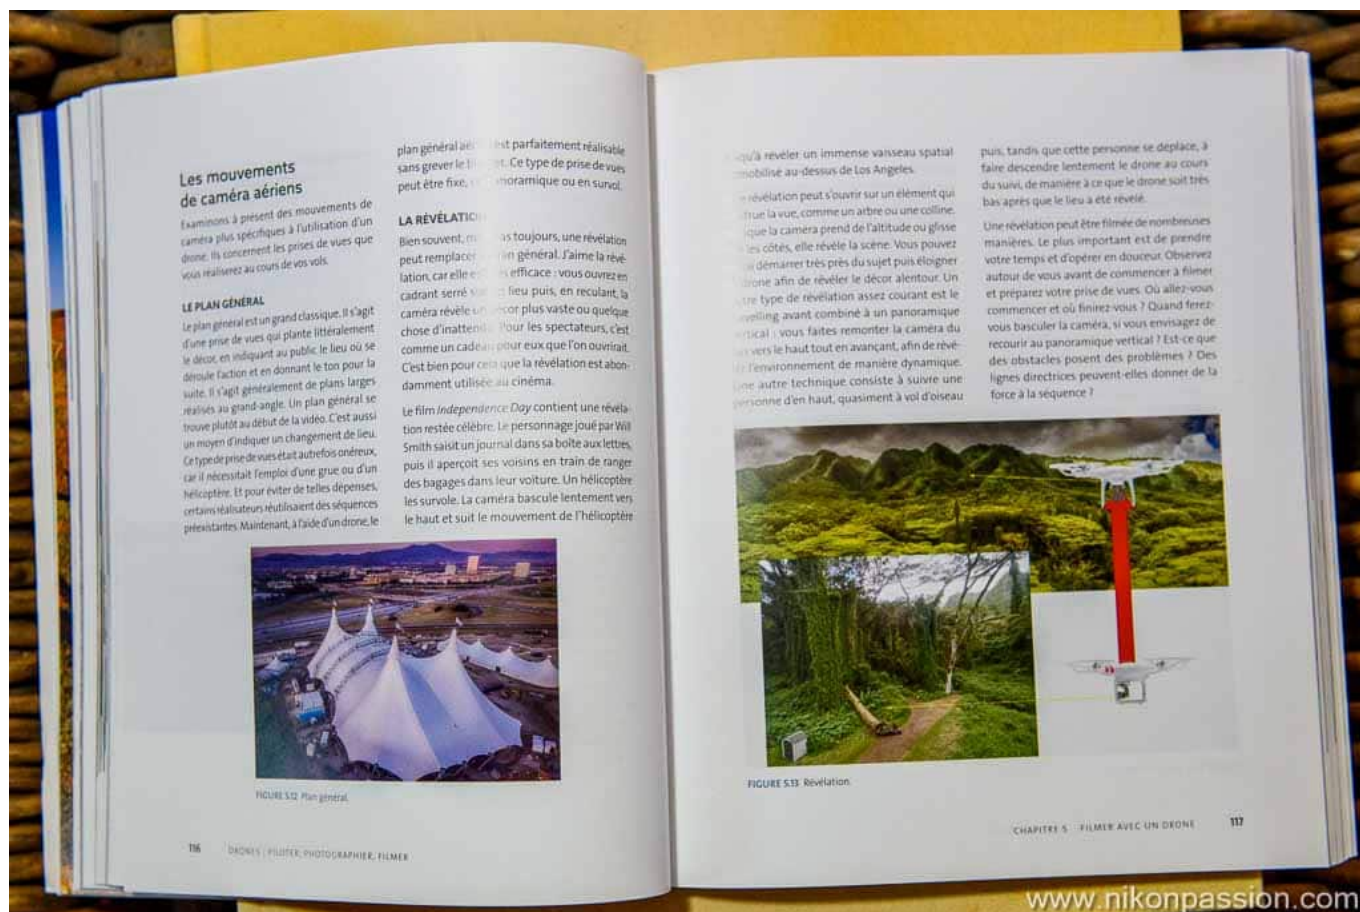 Les mouvements
de caméra aériens
Examinons à présent des mouvements de
caméra plus spécifiques à l'utilisation d'un
drone. Ils concernent les prises de vues que
vous réaliserez au cours de vos vols.
LE PLAN GÉNÉRAL
Le plan général est un grand classique. Il s'agit
d'une prise de vues qui plante littéralement
le décor, en indiquant au public le lieu où se
déroule l'action et en donnant le ton pour la
suite. Il s'agit généralement de plans larges
réalisés au grand-angle. Un plan général se
trouve plutôt au début de la vidéo. C'est aussi
un moyen d'indiquer un changement de lieu.
Ce type de prise de vues était autrefois onéreux,
car il nécessitait l'emploi d'une grue ou d'un
hélicoptère. Et pour éviter de telles dépenses,
certains réalisateurs réutilisaient des séquences
préexistantes. Maintenant, à l'aide d'un drone, le
plan général est parfaitement réalisable
sans grever le Ce type de prise de vues
peut être fixe, panoramique ou en survol.
LA RÉVÉLATION
Bien souvent, pas toujours, une révélation
peut remplacer général. J'aime la révé-
lation, car elle efficace : vous ouvrez en
cadrant serré lieu puis, en reculant, la
caméra révèle un décor plus vaste ou quelque
chose d'inattendu. Pour les spectateurs, c'est
comme un cadeau pour eux que l'on ouvrirait.
C'est bien pour cela que la révélation est abon-
damment utilisée au cinéma.
Le film Independence Day contient une révéla-
tion restée célèbre. Le personnage joué par Will
Smith saisit un journal dans sa boîte aux lettres,
puis il aperçoit ses voisins en train de ranger
des bagages dans leur voiture. Un hélicoptère
les survole. La caméra bascule lentement vers
le haut et suit le mouvement de l'hélicoptère
FIGURE 5.12 Plan général.
116 DRONES : PILOTER, PHOTOGRAPHIER, FILMER
qu'à révéler un immense vaisseau spatial
mobilisé au-dessus de Los Angeles.
révélation peut s'ouvrir sur un élément qui
la vue, comme un arbre ou une colline.
que la caméra prend de l'altitude ou glisse
les côtés, elle révèle la scène. Vous pouvez
démarrer très près du sujet puis éloigner
drone afin de révéler le décor alentour. Un
autre type de révélation assez courant est le
travelling avant combiné à un panoramique
vertical : vous faites remonter la caméra du
vers le haut tout en avançant, afin de révé-
l'environnement de manière dynamique.
Une autre technique consiste à suivre une
personne d'en haut, quasiment à vol d'oiseau
puis, tandis que cette personne se déplace, à
faire descendre lentement le drone au cours
du suivi, de manière à ce que le drone soit très
bas après que le lieu a été révélé.
Une révélation peut être filmée de nombreuses
manières. Le plus important est de prendre
votre temps et d'opérer en douceur. Observez
autour de vous avant de commencer à filmer
et préparez votre prise de vues. Où allez-vous
commencer et où finirez-vous ? Quand ferez-
vous basculer la caméra, si vous envisagez de
recourir au panoramique vertical ? Est-ce que
des obstacles posent des problèmes ? Des
lignes directrices peuvent-elles donner de la
force à la séquence ?
FIGURE 5.13 Révélation.
CHAPITRE 5 FILMER AVEC UN DRONE 117
www.nikonpassion.com